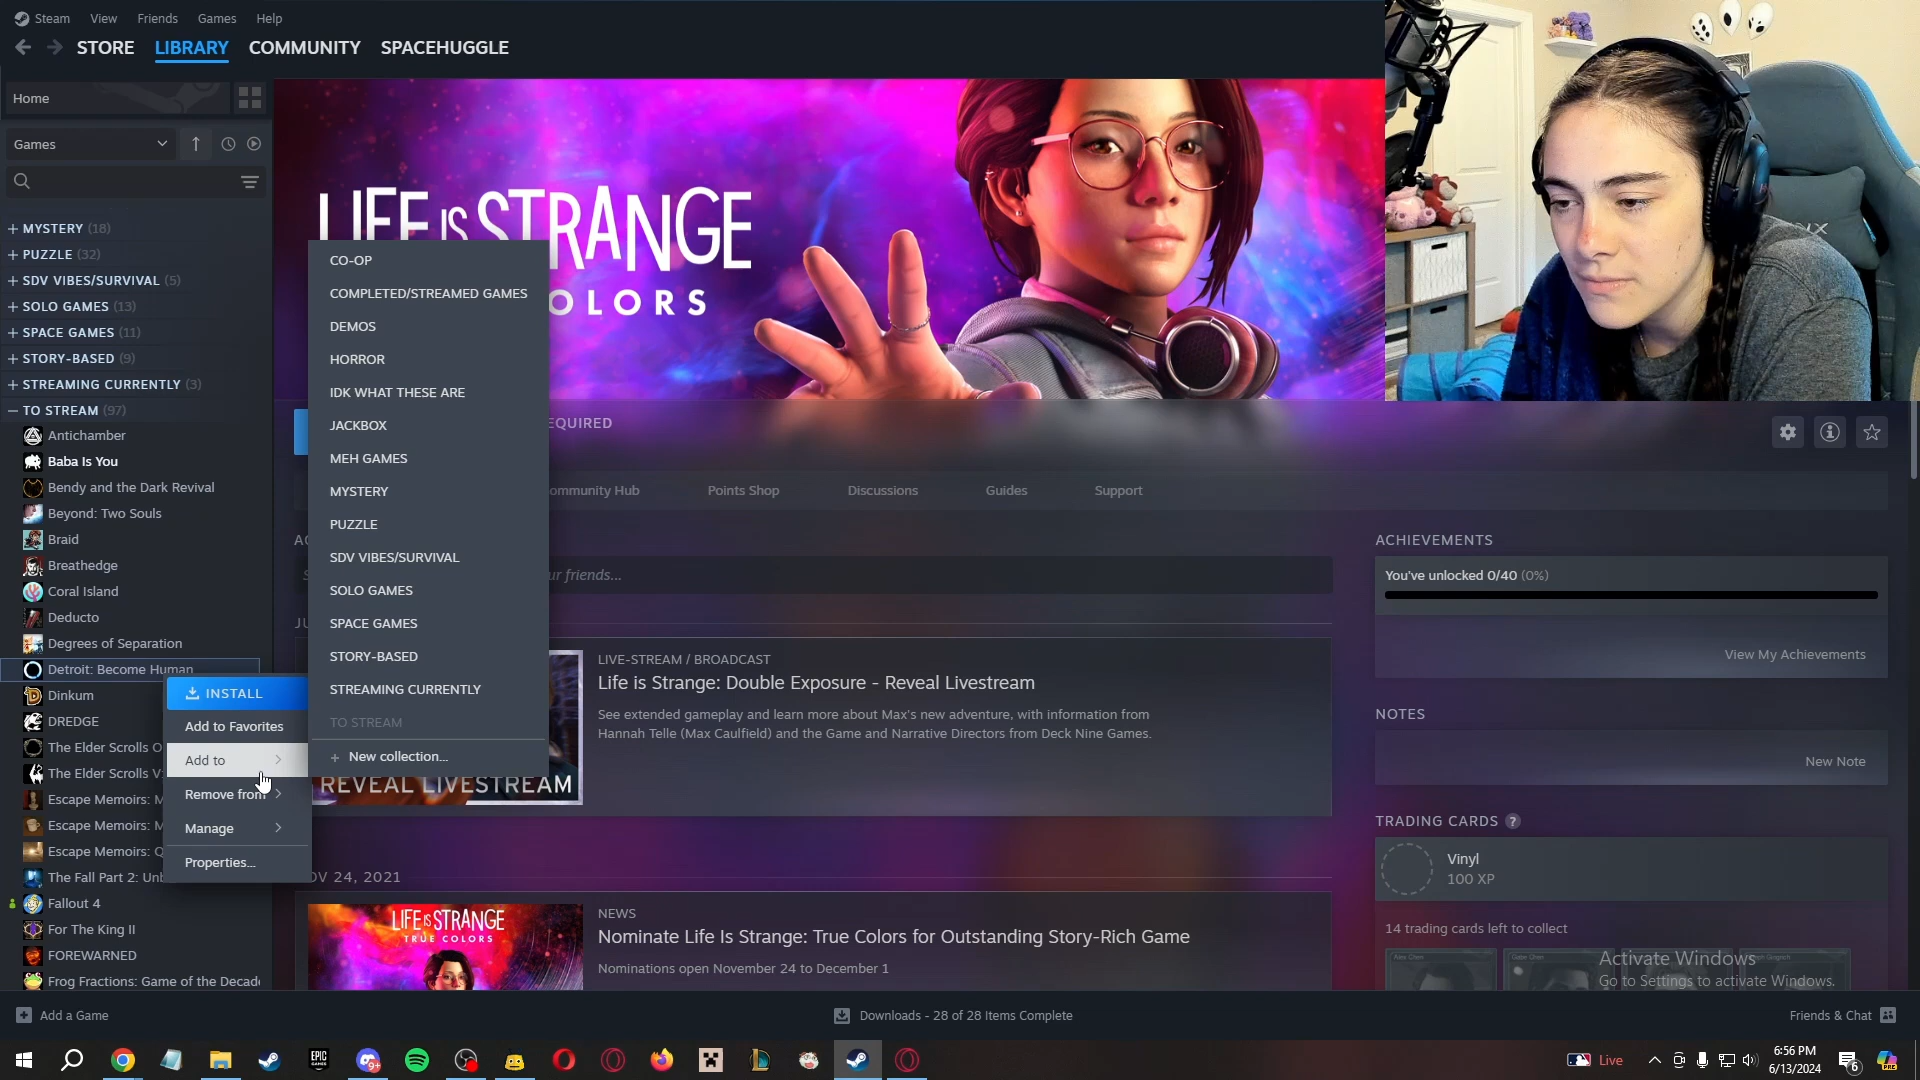 Steam View Friends Games Help
STORE LIBRARY COMMUNITY SPACEHUGGLE
Home
Games
MYSTERY (18)
PUZZLE (32)
SDV VIBES/SURVIVAL (5)
SOLO GAMES (13)
SPACE GAMES (11)
STORY-BASED (9)
STREAMING CURRENTLY (3)
TO STREAM (97)
Antichamber
Baba Is You
Bendy and the Dark Revival
Beyond: Two Souls
Braid
Breathedge
Coral Island
Deducto
Degrees of Separation
Detroit: Become Human
Dinkum
DREDGE
The Elder Scrolls O
The Elder Scrolls V:
Escape Memoirs: M
Escape Memoirs: M
Escape Memoirs: Q
The Fall Part 2: Unb
Fallout 4
For The King II
FOREWARNED
Frog Fractions: Game of the Decade
INSTALL
Add to Favorites
Add to
Remove from
Manage
Properties...
CO-OP
COMPLETED/STREAMED GAMES
DEMOS
HORROR
IDK WHAT THESE ARE
JACKBOX
MEH GAMES
MYSTERY
PUZZLE
SDV VIBES/SURVIVAL
SOLO GAMES
SPACE GAMES
STORY-BASED
STREAMING CURRENTLY
TO STREAM
+ New collection...
LIFE IS STRANGE
OLORS
EQUIRED
ommunity Hub Points Shop Discussions Guides Support
ur friends...
LIVE-STREAM / BROADCAST
Life is Strange: Double Exposure - Reveal Livestream
See extended gameplay and learn more about Max's new adventure, with information from
Hannah Telle (Max Caulfield) and the Game and Narrative Directors from Deck Nine Games.
REVEAL LIVESTREAM
OV 24, 2021
LIFE IS STRANGE
TRUE COLORS
NEWS
Nominate Life Is Strange: True Colors for Outstanding Story-Rich Game
Nominations open November 24 to December 1
ACHIEVEMENTS
You've unlocked 0/40 (0%)
View My Achievements
NOTES
New Note
TRADING CARDS ?
Vinyl
100 XP
14 trading cards left to collect
Activate Windows
Go to Settings to activate Windows.
Add a Game
Downloads - 28 of 28 Items Complete
Friends & Chat
EPIC
GAMES
9+
Live
6:56 PM
6/13/2024
6
PRE